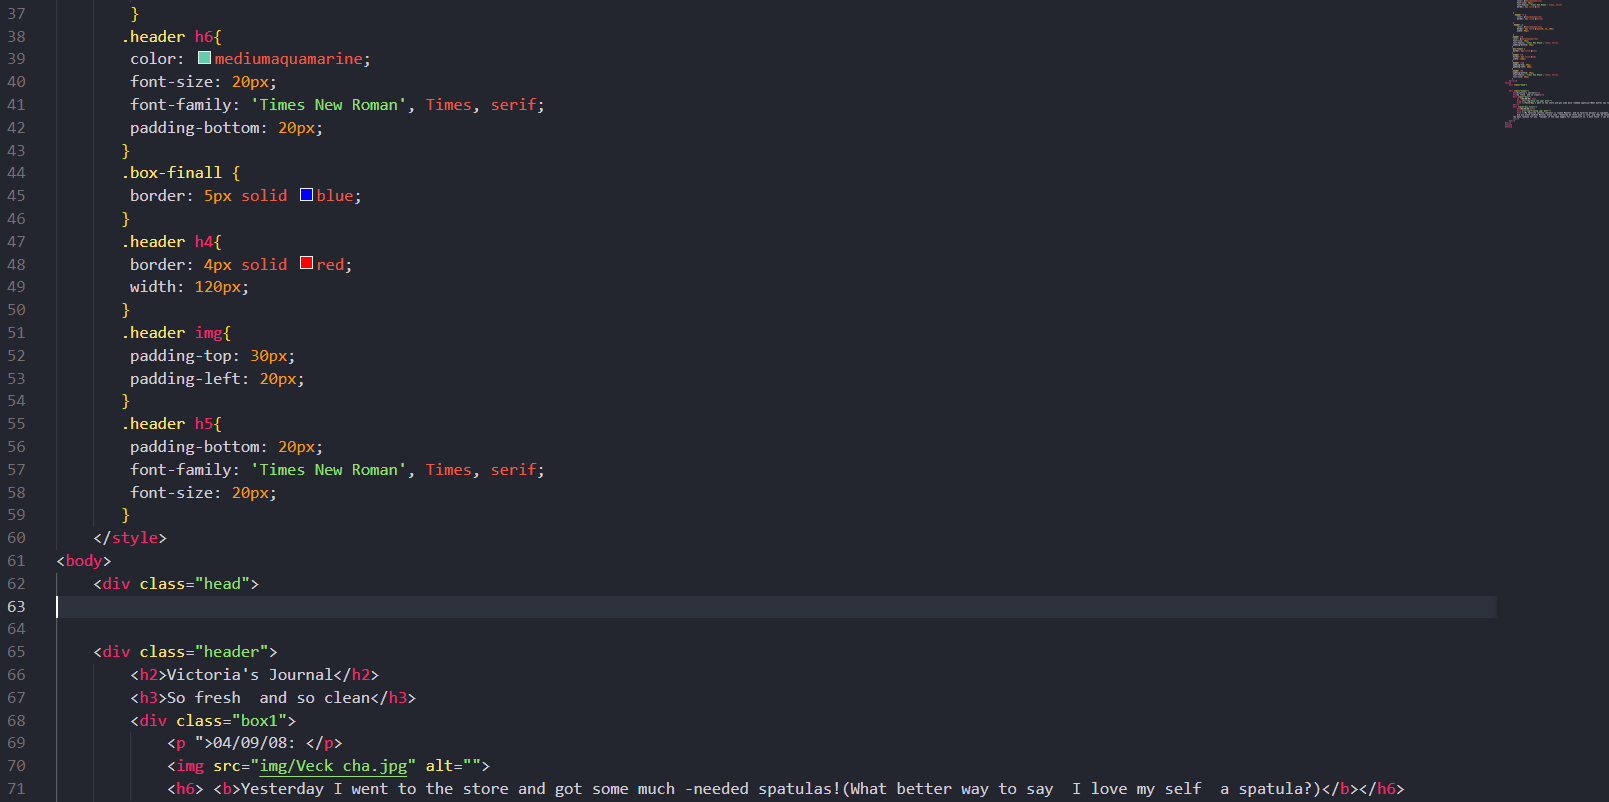 37 }
38 .header h6{
39 color: mediumaquamarine;
40 font-size: 20px;
41 font-family: 'Times New Roman', Times, serif;
42 padding-bottom: 20px;
43 }
44 .box-finall {
45 border: 5px solid blue;
46 }
47 .header h4{
48 border: 4px solid red;
49 width: 120px;
50 }
51 .header img{
52 padding-top: 30px;
53 padding-left: 20px;
54 }
55 .header h5{
56 padding-bottom: 20px;
57 font-family: 'Times New Roman', Times, serif;
58 font-size: 20px;
59 }
60 </style>
61 <body>
62 <div class="head">
63
64
65 <div class="header">
66 <h2>Victoria's Journal</h2>
67 <h3>So fresh  and so clean</h3>
68 <div class="box1">
69 <p ">04/09/08: </p>
70 <img src="img/Veck cha.jpg" alt="">
71 <h6> <b>Yesterday I went to the store and got some much -needed spatulas!(What better way to say  I love my self  a spatula?)</b></h6>